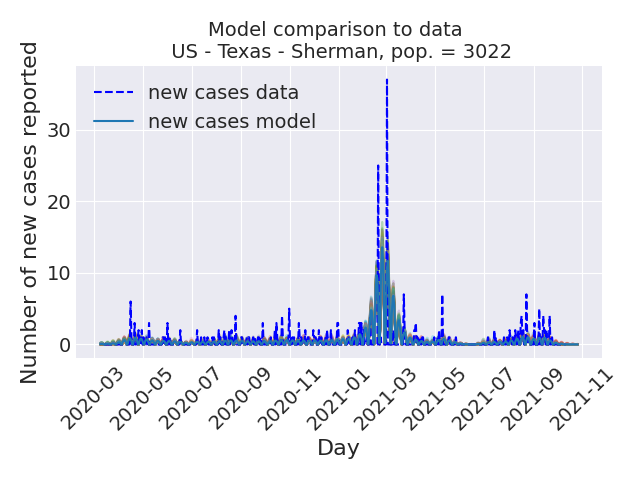 Model comparison to data
US - Texas - Sherman, pop. = 3022
Number of new cases reported
new cases data
new cases model
30
20
10
0
2020-03
2020-05
2020-07
2020-09
2020-11
2021-01
2021-03
2021-05
2021-07
2021-09
2021-11
Day